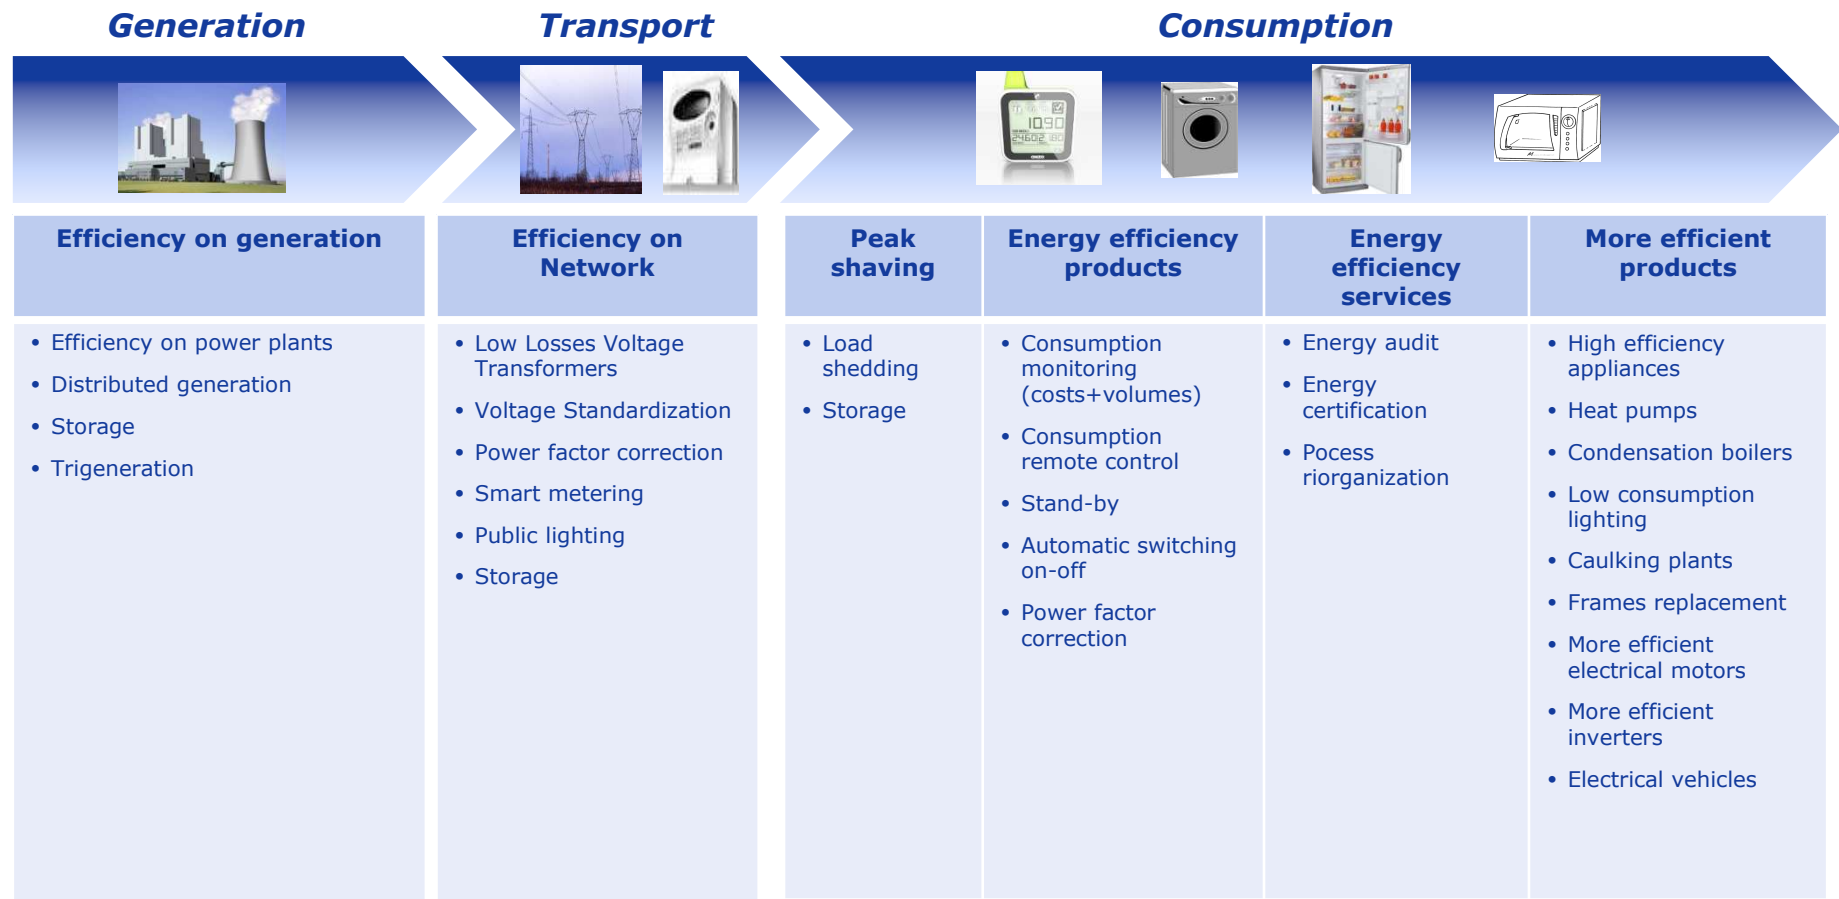 Generation
Transport
Consumption
10.90
Efficiency on generation
• Efficiency on power plants
• Distributed generation
• Storage
• Trigeneration
Efficiency on
Network
• Low Losses Voltage
Transformers
• Voltage Standardization
• Power factor correction
• Smart metering
• Public lighting
• Storage
Peak
shaving
• Load
shedding
• Storage
Energy efficiency
products
• Consumption
monitoring
(costs+volumes)
• Consumption
remote control
• Stand-by
• Automatic switching
on-off
• Power factor
correction
Energy
efficiency
services
• Energy audit
• Energy
certification
• Pocess
riorganization
More efficient
products
• High efficiency
appliances
• Heat pumps
• Condensation boilers
• Low consumption
lighting
• Caulking plants
• Frames replacement
• More efficient
electrical motors
• More efficient
inverters
• Electrical vehicles